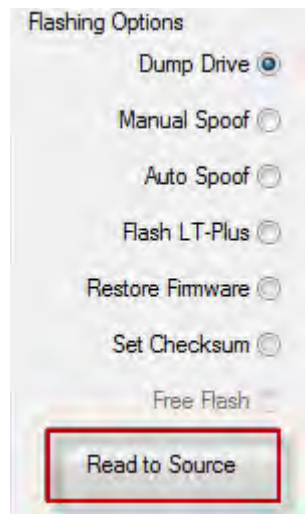 Flashing Options
Dump Drive
Manual Spoof
Auto Spoof
Flash LT-Plus
Restore Firmware
Set Checksum
Free Flash
Read to Source